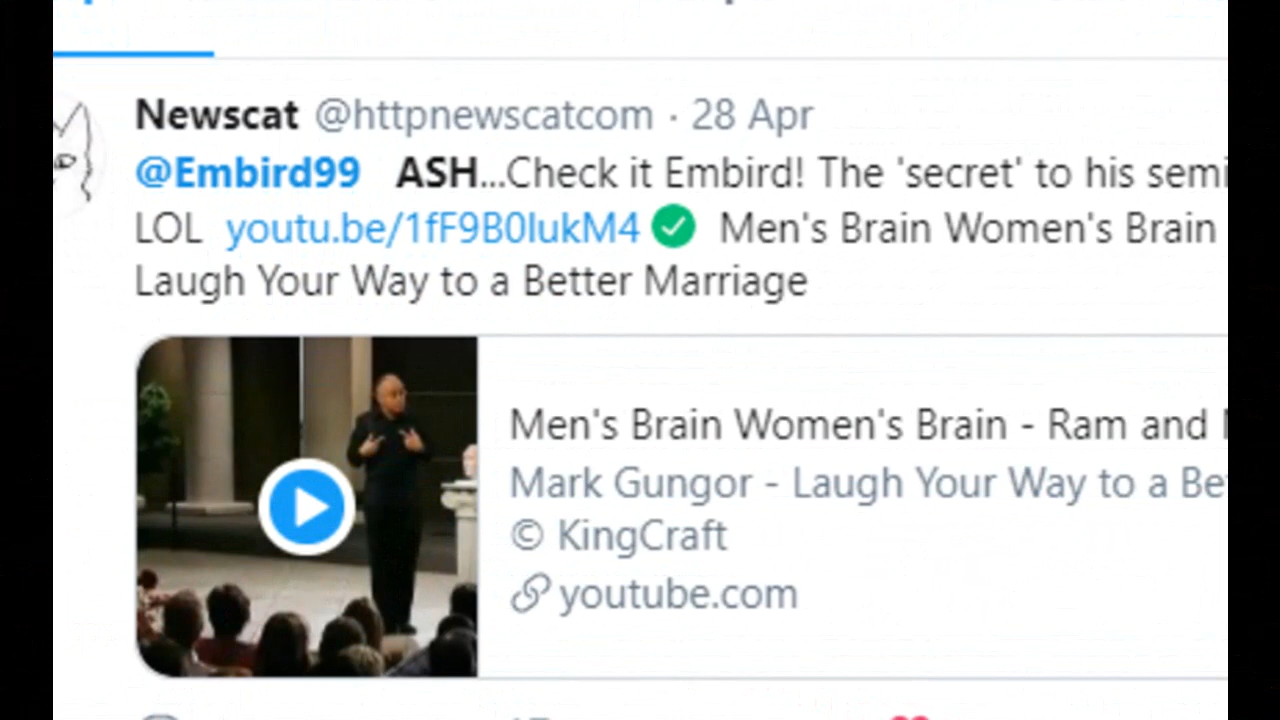 Newscat @httpnewscatcom · 28 Apr
@Embird99 ASH...Check it Embird! The 'secret' to his semi
LOL youtu.be/1fF9B0lukM4 Men's Brain Women's Brain
Laugh Your Way to a Better Marriage
Men's Brain Women's Brain - Ram and
Mark Gungor - Laugh Your Way to a Be
© KingCraft
youtube.com